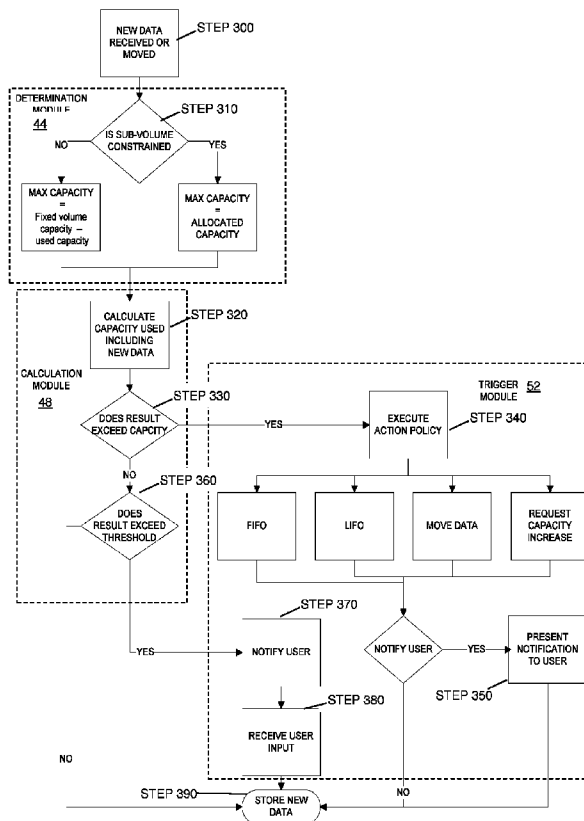 NEW DATA
RECEIVED OR
MOVED
STEP 300
DETERMINATION
MODULE
44
STEP 310
IS SUB-VOLUME
CONSTRAINED
NO
YES
MAX CAPACITY
=
Fixed volume
capacity –
used capacity
MAX CAPACITY
=
ALLOCATED
CAPACITY
CALCULATE
CAPACITY USED
INCLUDING
NEW DATA
STEP 320
CALCULATION
MODULE
48
STEP 330
DOES RESULT
EXCEED CAPCITY
YES
NO
TRIGGER
MODULE
52
EXECUTE
ACTION POLICY
STEP 340
STEP 360
DOES
RESULT EXCEED
THRESHOLD
FIFO
LIFO
MOVE DATA
REQUEST
CAPACITY
INCREASE
STEP 370
YES
NOTIFY USER
NOTIFY USER
YES
PRESENT
NOTIFICATION
TO USER
STEP 350
STEP 380
RECEIVE USER
INPUT
NO
STEP 390
NO
STORE NEW
DATA